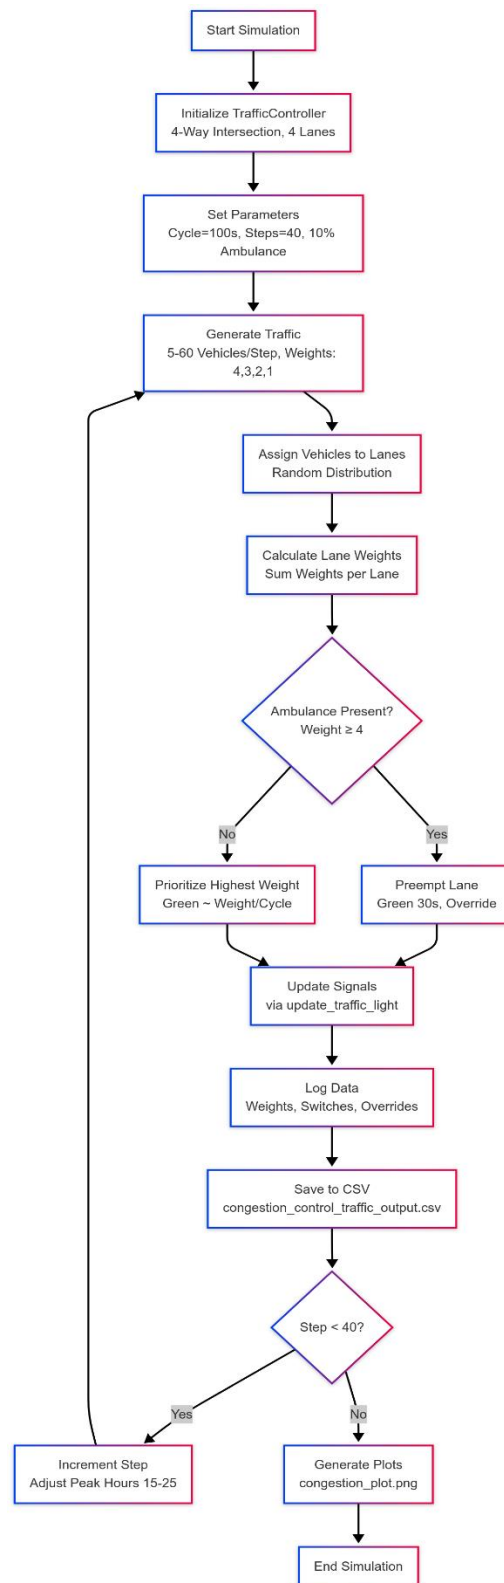 Start Simulation
Initialize TrafficController
4-Way Intersection, 4 Lanes
Set Parameters
Cycle=100s, Steps=40, 10%
Ambulance
Generate Traffic
5-60 Vehicles/Step, Weights:
4,3,2,1
Assign Vehicles to Lanes
Random Distribution
Calculate Lane Weights
Sum Weights per Lane
Ambulance Present?
Weight ≥ 4
No
Yes
Prioritize Highest Weight
Green ~ Weight/Cycle
Preempt Lane
Green 30s, Override
Update Signals
via update_traffic_light
Log Data
Weights, Switches, Overrides
Save to CSV
congestion_control_traffic_output.csv
Step < 40?
Yes
No
Increment Step
Adjust Peak Hours 15-25
Generate Plots
congestion_plot.png
End Simulation